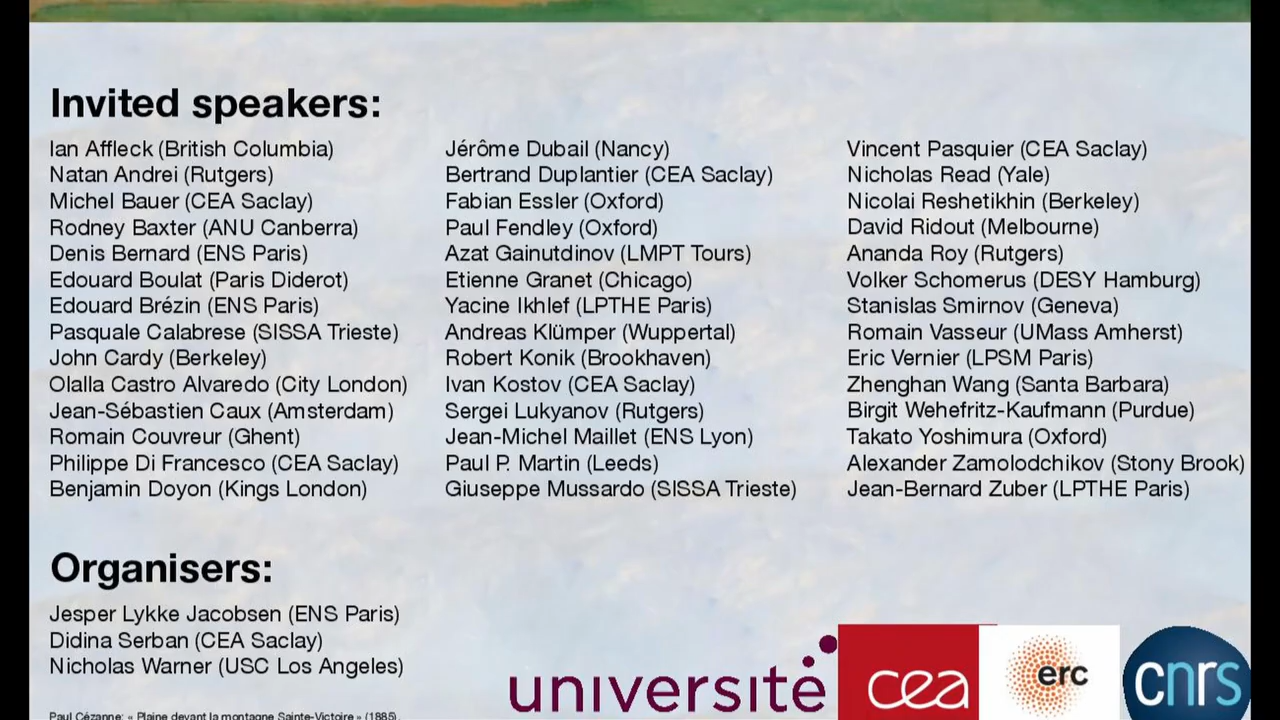 Invited speakers:
Ian Affleck (British Columbia)
Natan Andrei (Rutgers)
Michel Bauer (CEA Saclay)
Rodney Baxter (ANU Canberra)
Denis Bernard (ENS Paris)
Edouard Boulat (Paris Diderot)
Edouard Brézin (ENS Paris)
Pasquale Calabrese (SISSA Trieste)
John Cardy (Berkeley)
Olalla Castro Alvaredo (City London)
Jean-Sébastien Caux (Amsterdam)
Romain Couvreur (Ghent)
Philippe Di Francesco (CEA Saclay)
Benjamin Doyon (Kings London)
Jérôme Dubail (Nancy)
Bertrand Duplantier (CEA Saclay)
Fabian Essler (Oxford)
Paul Fendley (Oxford)
Azat Gainutdinov (LMPT Tours)
Etienne Granet (Chicago)
Yacine Ikhlef (LPTHE Paris)
Andreas Klümper (Wuppertal)
Robert Konik (Brookhaven)
Ivan Kostov (CEA Saclay)
Sergei Lukyanov (Rutgers)
Jean-Michel Maillet (ENS Lyon)
Paul P. Martin (Leeds)
Giuseppe Mussardo (SISSA Trieste)
Vincent Pasquier (CEA Saclay)
Nicholas Read (Yale)
Nicolai Reshetikhin (Berkeley)
David Ridout (Melbourne)
Ananda Roy (Rutgers)
Volker Schomerus (DESY Hamburg)
Stanislas Smirnov (Geneva)
Romain Vasseur (UMass Amherst)
Eric Vernier (LPSM Paris)
Zhenghan Wang (Santa Barbara)
Birgit Wehefritz-Kaufmann (Purdue)
Takato Yoshimura (Oxford)
Alexander Zamolodchikov (Stony Brook)
Jean-Bernard Zuber (LPTHE Paris)
Organisers:
Jesper Lykke Jacobsen (ENS Paris)
Didina Serban (CEA Saclay)
Nicholas Warner (USC Los Angeles)
université
cea
erc
cnrs
Paul Cézanne: « Plaine devant la montagne Sainte-Victoire » (1885).